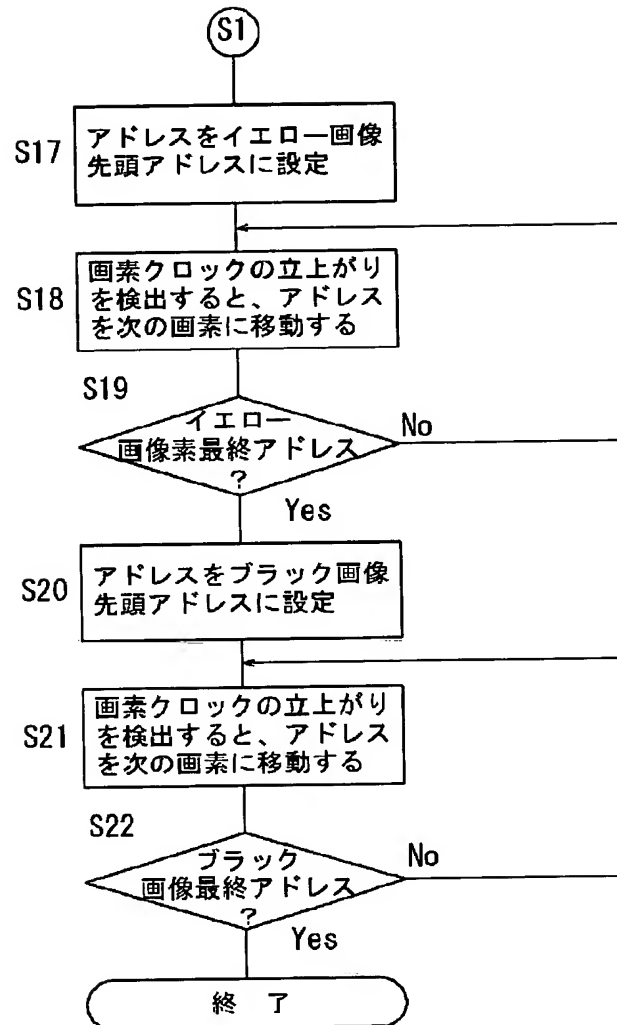 S1
S17
アドレスをイエロー画像
先頭アドレスに設定
S18
画素クロックの立上がり
を検出すると、アドレス
を次の画素に移動する
S19
イエロー
画像素最終アドレス
?
No
Yes
S20
アドレスをブラック画像
先頭アドレスに設定
S21
画素クロックの立上がり
を検出すると、アドレス
を次の画素に移動する
S22
ブラック
画像最終アドレス
?
No
Yes
終 了